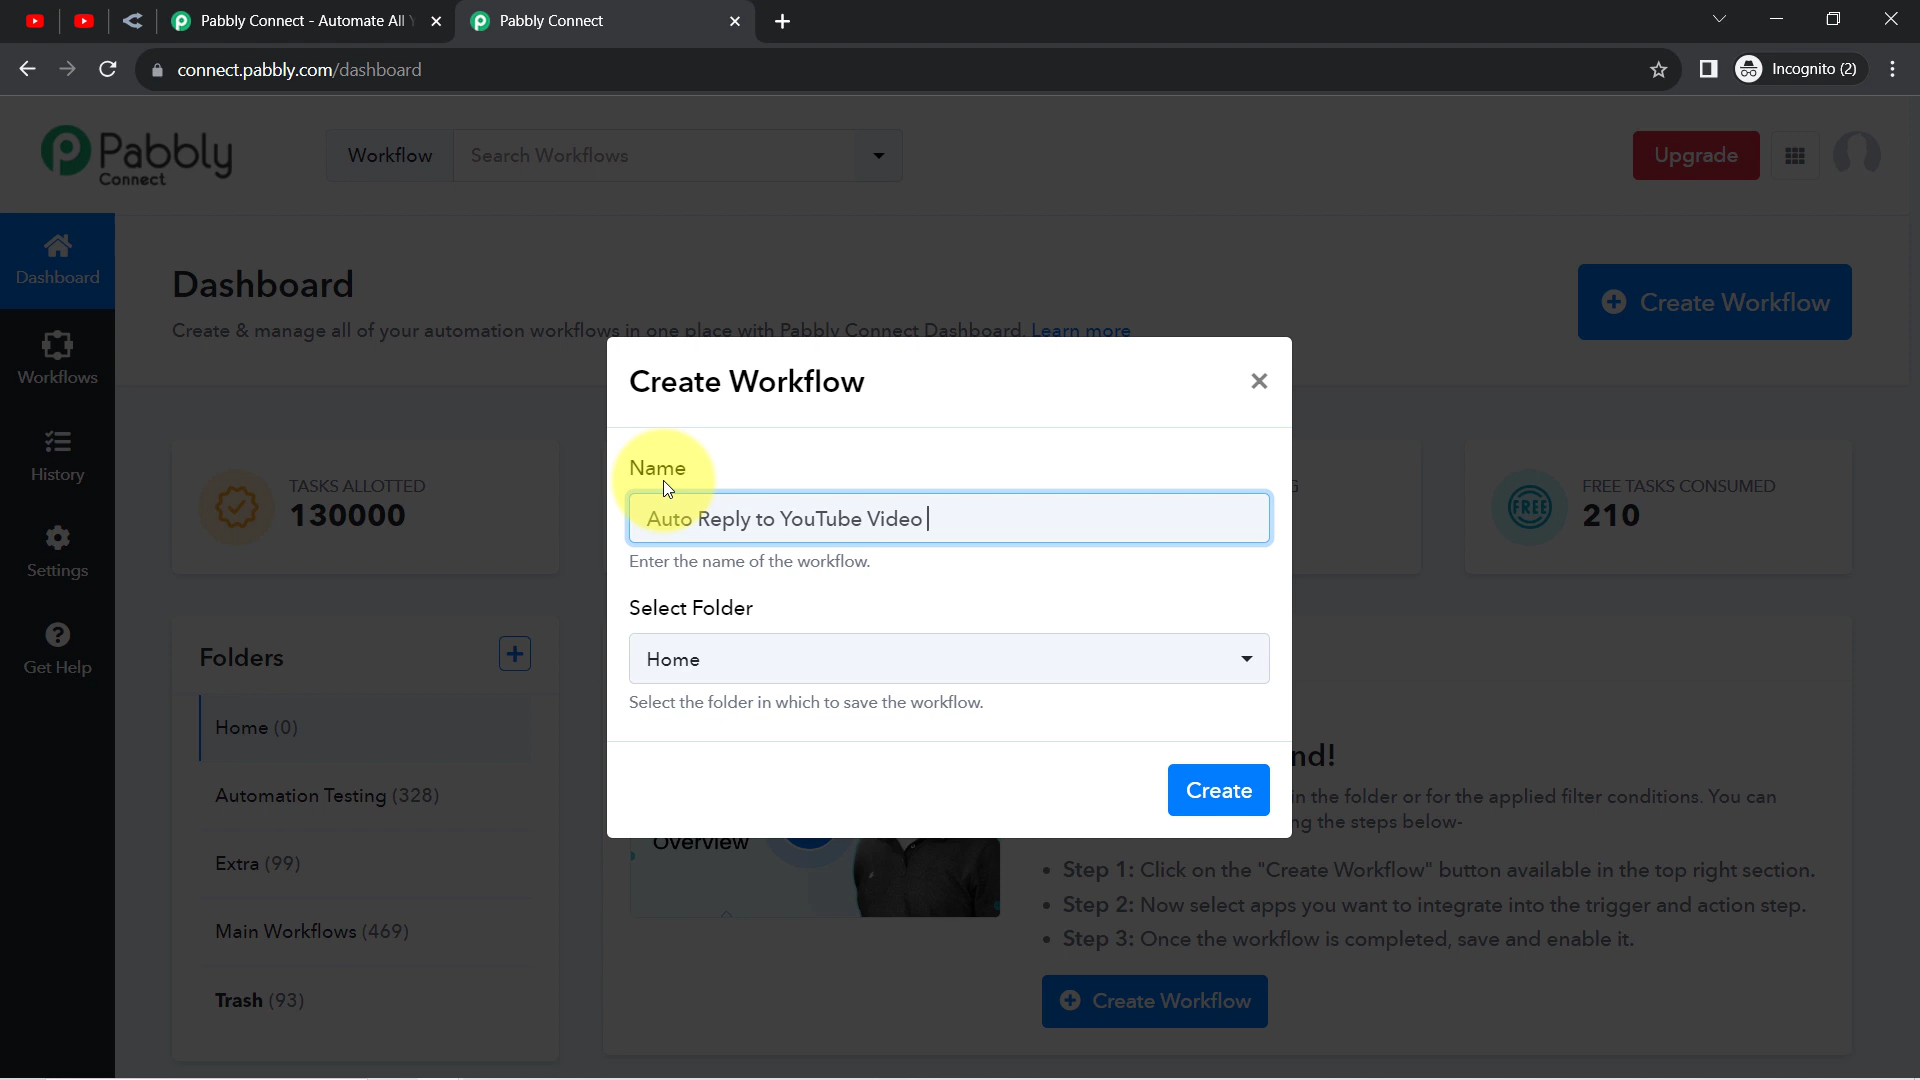 Pabbly Connect - Automate All Y
Pabbly Connect
connect.pabbly.com/dashboard
Incognito (2)
Pabbly
Connect
Workflow
Search Workflows
Upgrade
Dashboard
Workflows
History
Settings
Get Help
Dashboard
Create & manage all of your automation workflows in one place with Pabbly Connect Dashboard. Learn more
Create Workflow
TASKS ALLOTTED
130000
FREE
FREE TASKS CONSUMED
210
Folders
Home (0)
Automation Testing (328)
Extra (99)
Main Workflows (469)
Trash (93)
Create Workflow
Name
Auto Reply to YouTube Video
Enter the name of the workflow.
Select Folder
Home
Select the folder in which to save the workflow.
Create
Overview
nd!
in the folder or for the applied filter conditions. You can
ng the steps below-
• Step 1: Click on the "Create Workflow" button available in the top right section.
• Step 2: Now select apps you want to integrate into the trigger and action step.
• Step 3: Once the workflow is completed, save and enable it.
Create Workflow